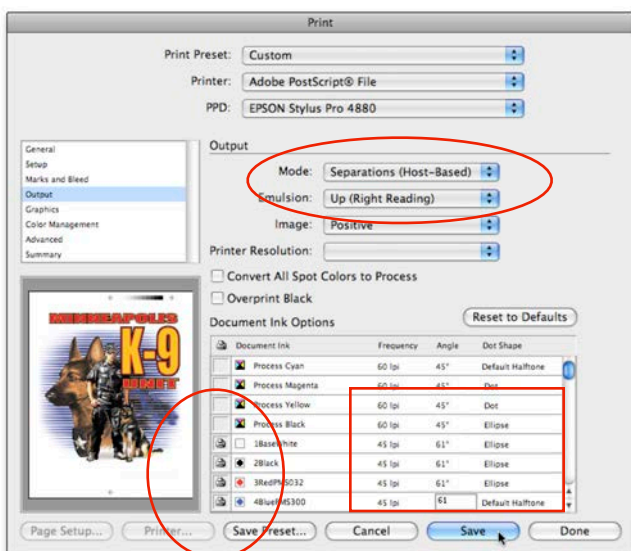 Print
Print Preset: Custom
Printer: Adobe PostScript® File
PPD: EPSON Stylus Pro 4880
General
Setup
Marks and Bleed
Output
Graphics
Color Management
Advanced
Summary
Output
Mode: Separations (Host-Based)
Emulsion: Up (Right Reading)
Image: Positive
Printer Resolution:
Convert All Spot Colors to Process
Overprint Black
Document Ink Options Reset to Defaults
Document Ink Frequency Angle Dot Shape
Process Cyan 60 lpi 45° Default Halftone
Process Magenta 60 lpi 45° Dot
Process Yellow 60 lpi 45° Dot
Process Black 60 lpi 45° Ellipse
1BaseWhite 45 lpi 61° Ellipse
2Black 45 lpi 61° Ellipse
3RedPMS032 45 lpi 61° Ellipse
4BluePMS300 45 lpi 61 Default Halftone
MINNEAPOLIS
K-9
UNIT
Page Setup... Printer... Save Preset... Cancel Save Done